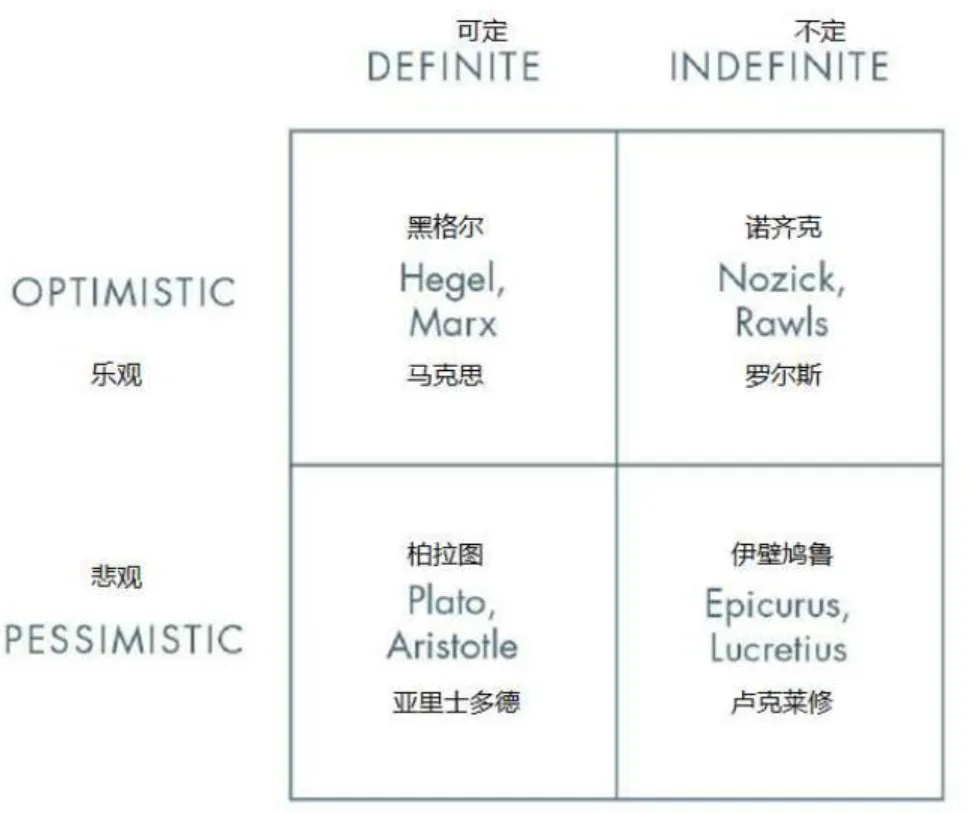 可定
DEFINITE
不定
INDEFINITE
OPTIMISTIC
乐观
黑格尔
Hegel,
Marx
马克思
诺齐克
Nozick,
Rawls
罗尔斯
悲观
PESSIMISTIC
柏拉图
Plato,
Aristotle
亚里士多德
伊壁鸠鲁
Epicurus,
Lucretius
卢克莱修